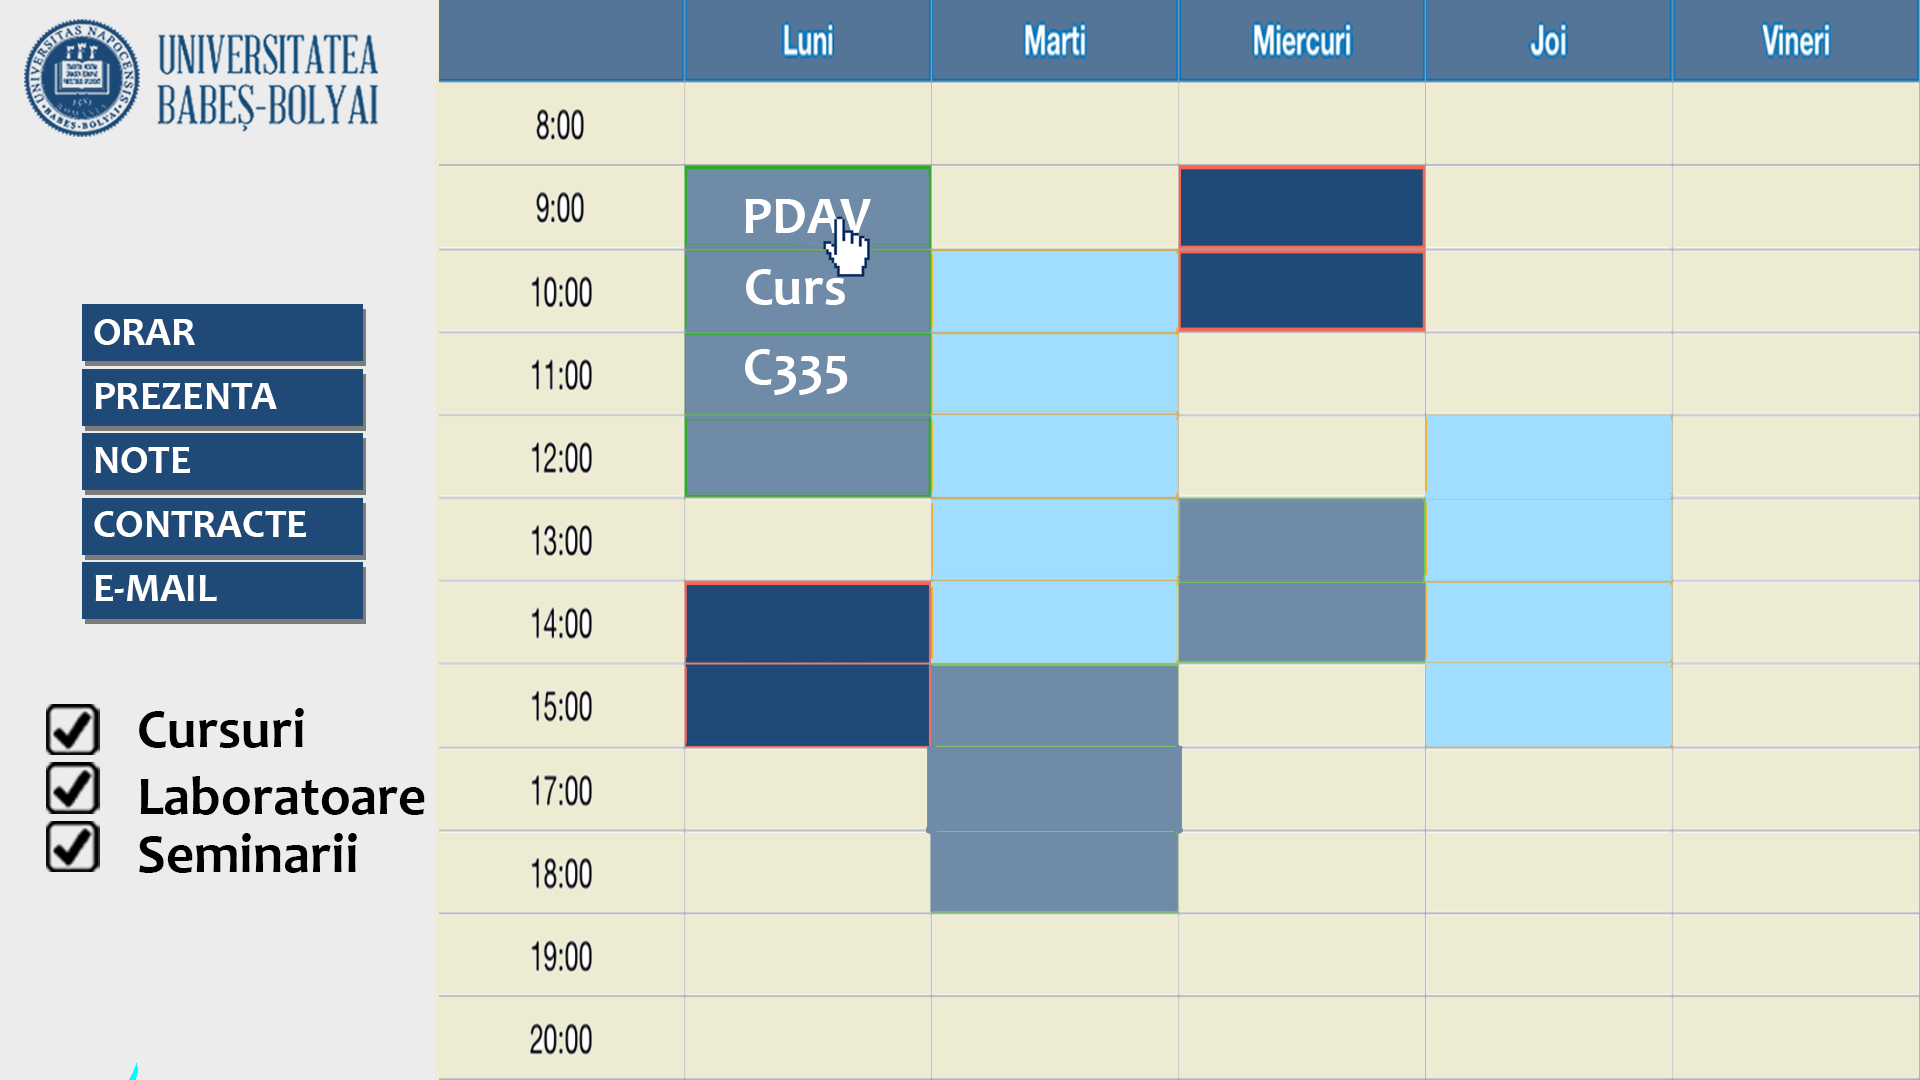 UNIVERSITATEA
BABEȘ-BOLYAI
ORAR
PREZENTA
NOTE
CONTRACTE
E-MAIL
Cursuri
Laboratoare
Seminarii
Luni Marti Miercuri Joi Vineri
8:00
9:00 PDAV
10:00 Curs
11:00 C335
12:00
13:00
14:00
15:00
17:00
18:00
19:00
20:00